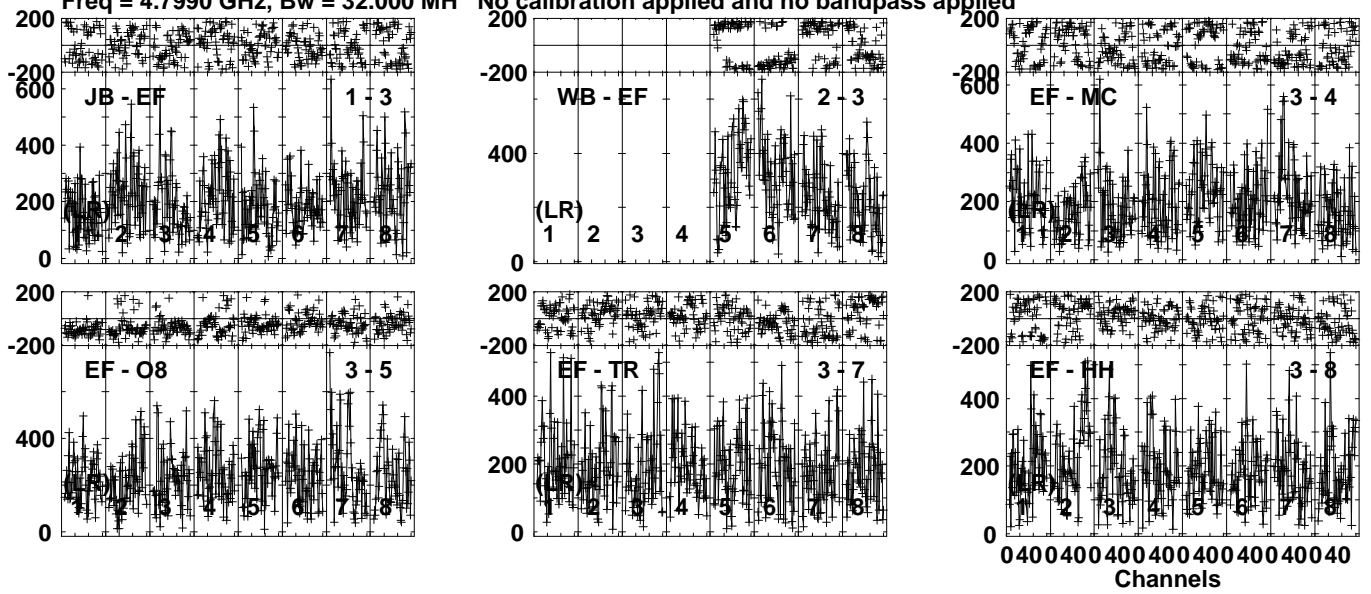 Freq = 4.7990 GHz, Bw = 32.000 MH No calibration applied and no bandpass applied
200
-200
600
400
200
0
JB - EF 1 - 3
(LR)
1 2 3 4 5 6 7 8
200
-200
400
0
WB - EF 2 - 3
(LR)
1 2 3 4 5 6 7 8
200
-200
600
400
200
0
EF - MC 3 - 4
(LR)
1 2 3 4 5 6 7 8
200
-200
400
0
EF - O8 3 - 5
(LR)
1 2 3 4 5 6 7 8
200
-200
400
200
0
EF - TR 3 - 7
(LR)
1 2 3 4 5 6 7 8
200
-200
400
200
0
EF - HH 3 - 8
(LR)
1 2 3 4 5 6 7 8
0 40 0 40 0 40 0 40 0 40 0 40 0 40 0 40
Channels